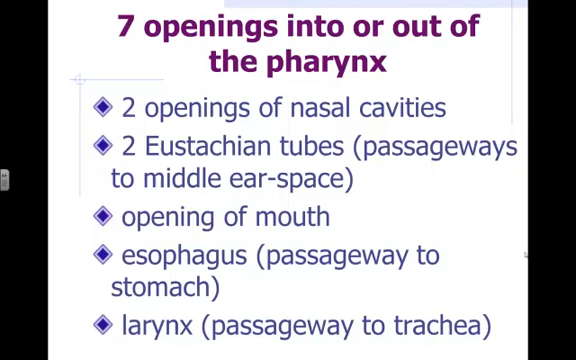 7 openings into or out of
the pharynx
2 openings of nasal cavities
2 Eustachian tubes (passageways
to middle ear-space)
opening of mouth
esophagus (passageway to
stomach)
larynx (passageway to trachea)